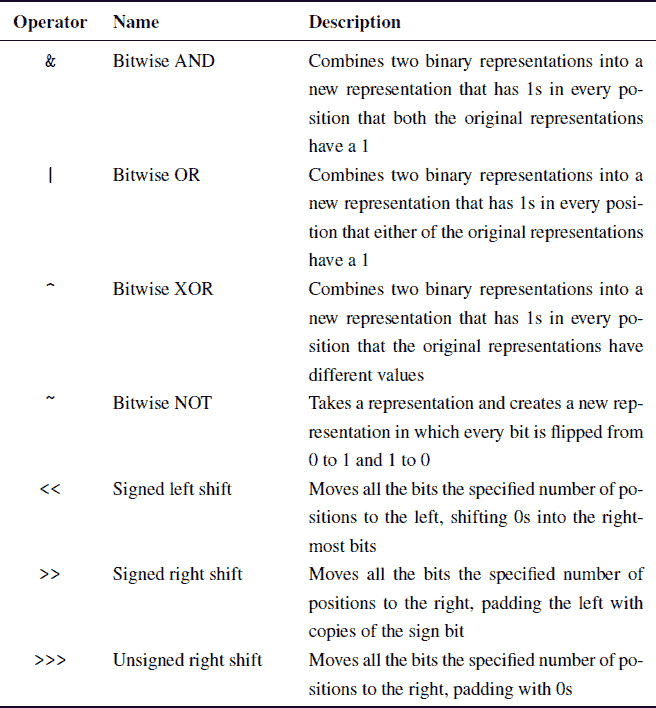 Operator Name Description
& Bitwise AND Combines two binary representations into a
new representation that has 1s in every po-
sition that both the original representations
have a 1
| Bitwise OR Combines two binary representations into a
new representation that has 1s in every posi-
tion that either of the original representations
have a 1
^ Bitwise XOR Combines two binary representations into a
new representation that has 1s in every po-
sition that the original representations have
different values
~ Bitwise NOT Takes a representation and creates a new rep-
resentation in which every bit is flipped from
0 to 1 and 1 to 0
<< Signed left shift Moves all the bits the specified number of po-
sitions to the left, shifting 0s into the right-
most bits
>> Signed right shift Moves all the bits the specified number of
positions to the right, padding the left with
copies of the sign bit
>>> Unsigned right shift Moves all the bits the specified number of po-
sitions to the right, padding with 0s